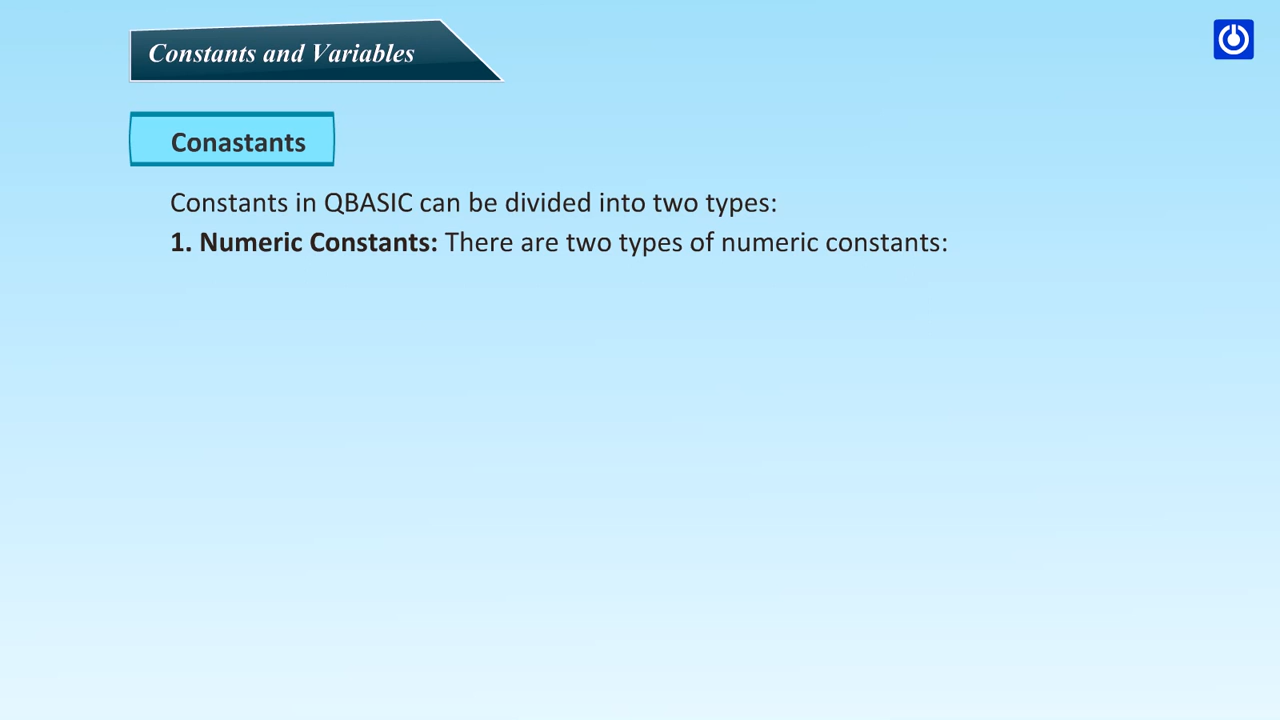 Constants and Variables
Conastants
Constants in QBASIC can be divided into two types:
1. Numeric Constants: There are two types of numeric constants: